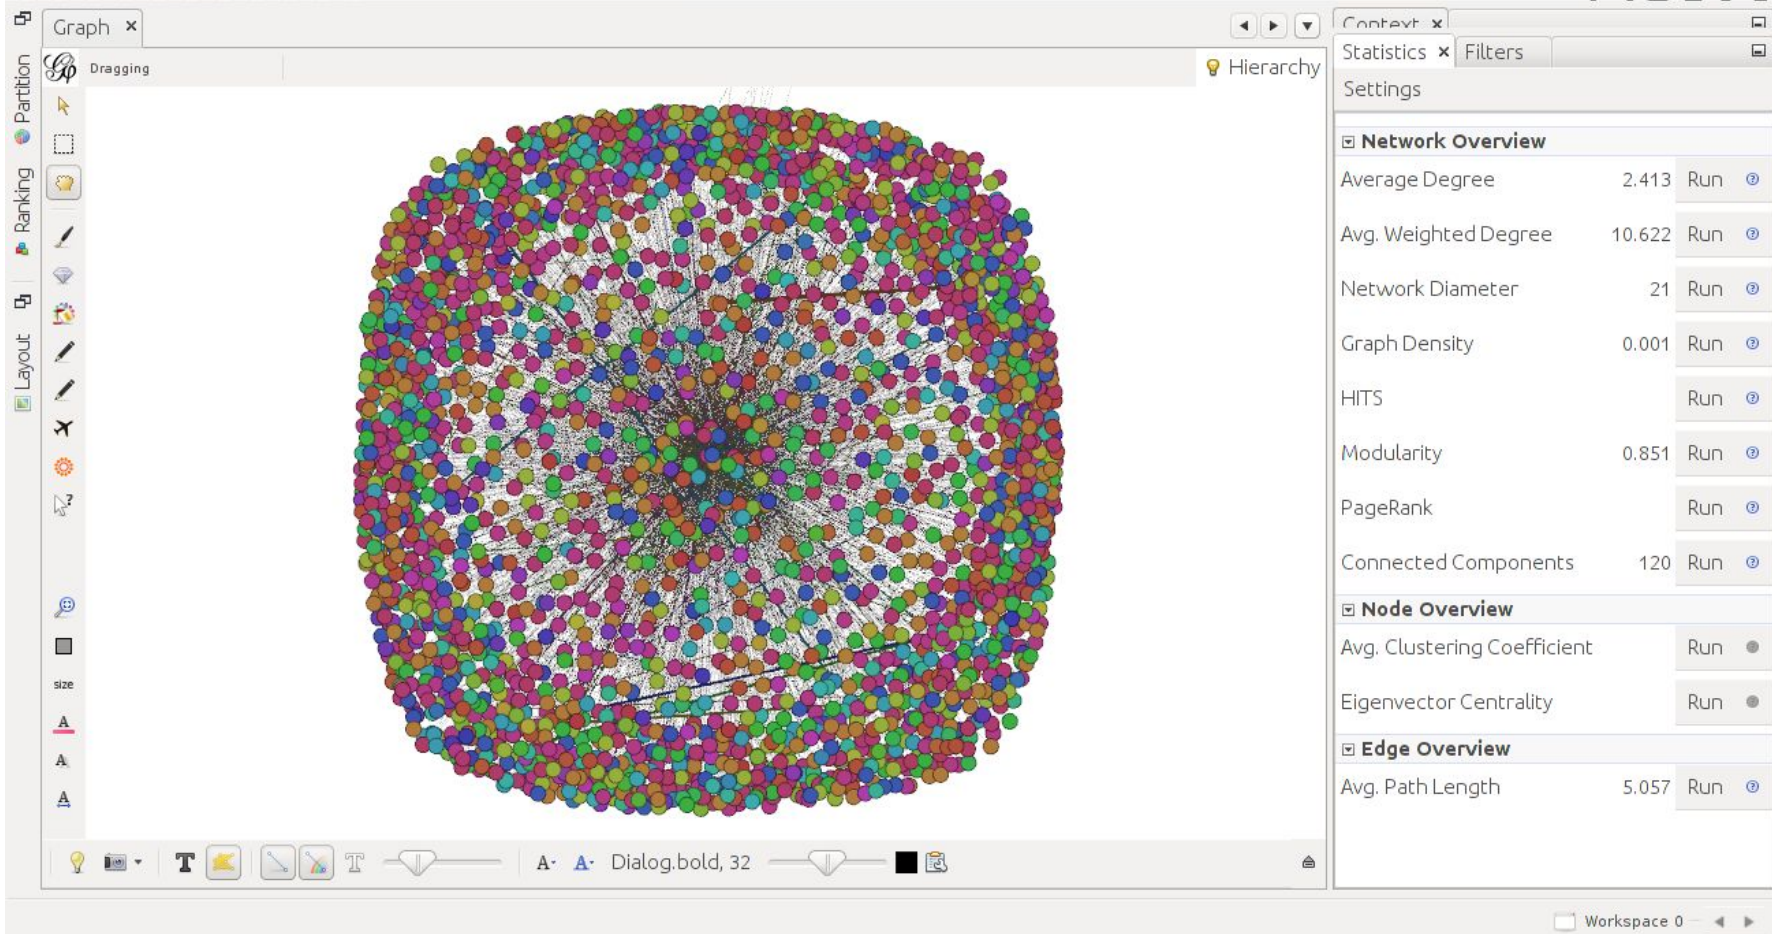 Graph ×
Context ×
Statistics × Filters
Partition
Ranking
Layout
Dragging
Hierarchy
Settings
Network Overview
Average Degree 2.413 Run
Avg. Weighted Degree 10.622 Run
Network Diameter 21 Run
Graph Density 0.001 Run
HITS Run
Modularity 0.851 Run
PageRank Run
Connected Components 120 Run
Node Overview
Avg. Clustering Coefficient Run
Eigenvector Centrality Run
Edge Overview
Avg. Path Length 5.057 Run
size
A
A
A
T T A- A- Dialog.bold, 32
Workspace 0